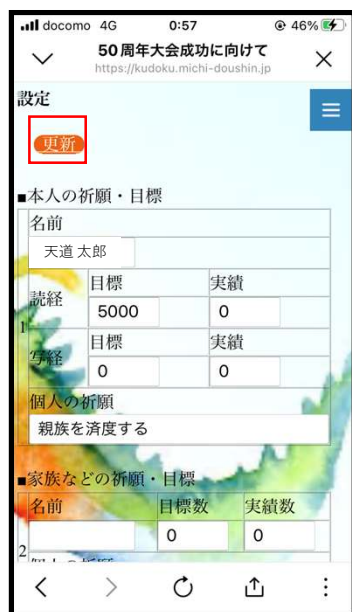 docomo 4G 0:57 46%
50周年大会成功に向けて
https://kudoku.michi-doushin.jp
設定
更新
■本人の祈願・目標
名前
天道 太郎
目標 実績
読経
5000 0
1
目標 実績
写経
0 0
個人の祈願
親族を済度する
■家族などの祈願・目標
名前 目標数 実績数
0 0
2